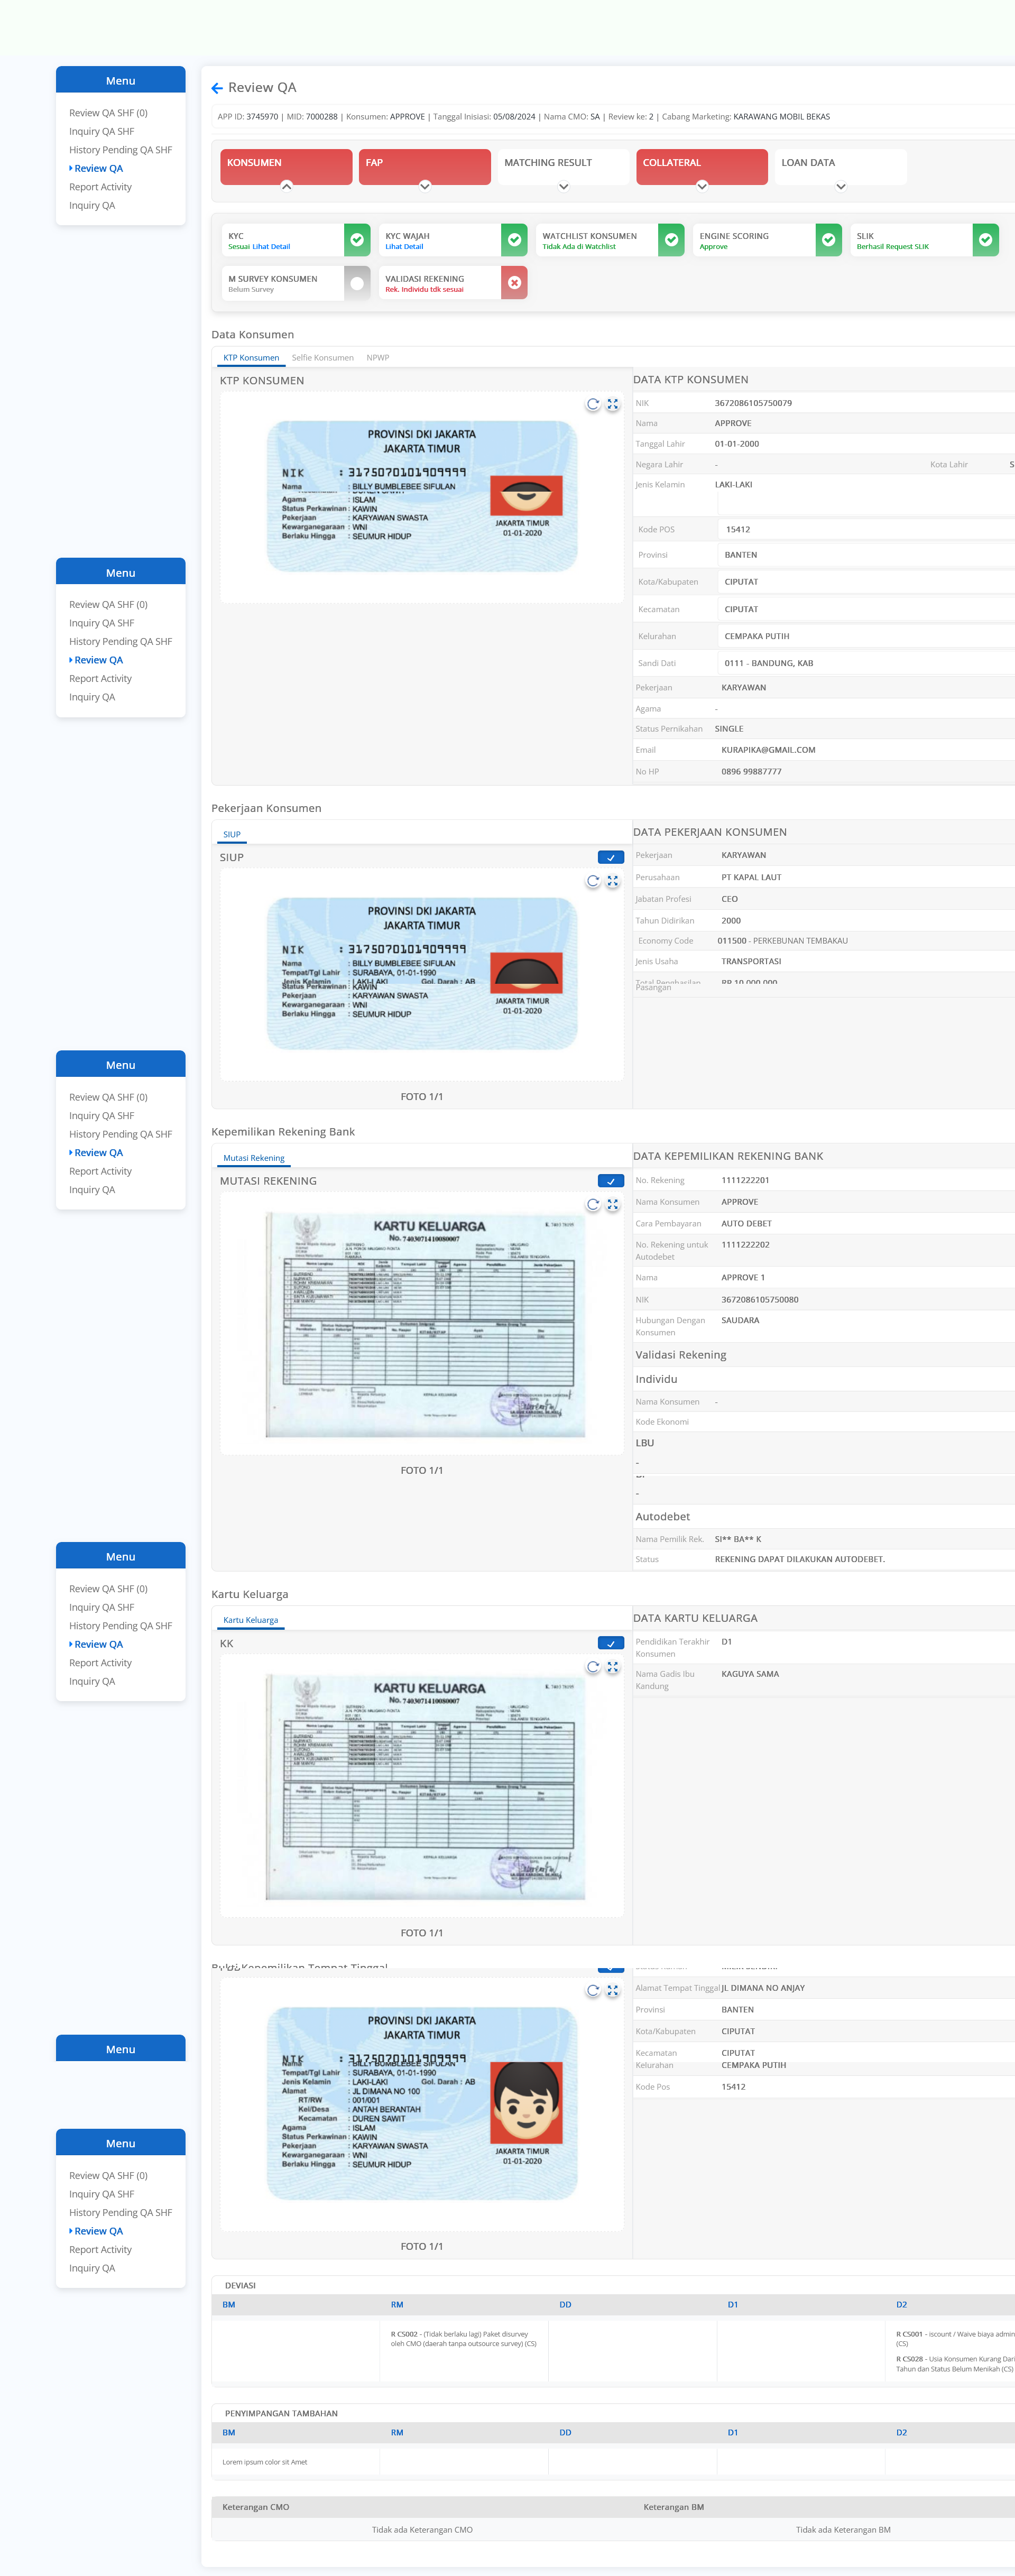 Menu
Review QA SHF (0)
Inquiry QA SHF
History Pending QA SHF
Review QA
Report Activity
Inquiry QA
Review QA
APP ID: 3745970 | MID: 7000288 | Konsumen: APPROVE | Tanggal Inisiasi: 05/08/2024 | Nama CMO: SA | Review ke: 2 | Cabang Marketing: KARAWANG MOBIL BEKAS
KONSUMEN FAP MATCHING RESULT COLLATERAL LOAN DATA
KYC
Sesuai Lihat Detail
KYC WAJAH
Lihat Detail
WATCHLIST KONSUMEN
Tidak Ada di Watchlist
ENGINE SCORING
Approve
SLIK
Berhasil Request SLIK
M SURVEY KONSUMEN
Belum Survey
VALIDASI REKENING
Rek. Individu tdk sesuai
Data Konsumen
KTP Konsumen Selfie Konsumen NPWP
KTP KONSUMEN
PROVINSI DKI JAKARTA
JAKARTA TIMUR
NIK : 3175070101909999
Nama : BILLY BUMBLEBEE SIFULAN
Agama : ISLAM
Status Perkawinan : KAWIN
Pekerjaan : KARYAWAN SWASTA
Kewarganegaraan : WNI
Berlaku Hingga : SEUMUR HIDUP
JAKARTA TIMUR
01-01-2020
DATA KTP KONSUMEN
NIK 3672086105750079
Nama APPROVE
Tanggal Lahir 01-01-2000
Negara Lahir - Kota Lahir S
Jenis Kelamin LAKI-LAKI
Kode POS 15412
Provinsi BANTEN
Kota/Kabupaten CIPUTAT
Kecamatan CIPUTAT
Kelurahan CEMPAKA PUTIH
Sandi Dati 0111 - BANDUNG, KAB
Pekerjaan KARYAWAN
Agama -
Status Pernikahan SINGLE
Email KURAPIKA@GMAIL.COM
No HP 0896 99887777
Menu
Review QA SHF (0)
Inquiry QA SHF
History Pending QA SHF
Review QA
Report Activity
Inquiry QA
Pekerjaan Konsumen
SIUP
SIUP
PROVINSI DKI JAKARTA
JAKARTA TIMUR
NIK : 3175070101909999
Nama : BILLY BUMBLEBEE SIFULAN
Tempat/Tgl Lahir : SURABAYA, 01-01-1990
Jenis Kelamin : LAKI-LAKI Gol. Darah : AB
Status Perkawinan : KAWIN
Pekerjaan : KARYAWAN SWASTA
Kewarganegaraan : WNI
Berlaku Hingga : SEUMUR HIDUP
JAKARTA TIMUR
01-01-2020
FOTO 1/1
DATA PEKERJAAN KONSUMEN
Pekerjaan KARYAWAN
Perusahaan PT KAPAL LAUT
Jabatan Profesi CEO
Tahun Didirikan 2000
Economy Code 011500 - PERKEBUNAN TEMBAKAU
Jenis Usaha TRANSPORTASI
Total Penghasilan RP 10.000.000
Pasangan
Menu
Review QA SHF (0)
Inquiry QA SHF
History Pending QA SHF
Review QA
Report Activity
Inquiry QA
Kepemilikan Rekening Bank
Mutasi Rekening
MUTASI REKENING
KARTU KELUARGA
No. 7403071410080007
FOTO 1/1
DATA KEPEMILIKAN REKENING BANK
No. Rekening 1111222201
Nama Konsumen APPROVE
Cara Pembayaran AUTO DEBET
No. Rekening untuk Autodebet 1111222202
Nama APPROVE 1
NIK 3672086105750080
Hubungan Dengan Konsumen SAUDARA
Validasi Rekening
Individu
Nama Konsumen -
Kode Ekonomi
LBU
-
-
Autodebet
Nama Pemilik Rek. SI** BA** K
Status REKENING DAPAT DILAKUKAN AUTODEBET.
Menu
Review QA SHF (0)
Inquiry QA SHF
History Pending QA SHF
Review QA
Report Activity
Inquiry QA
Kartu Keluarga
Kartu Keluarga
KK
KARTU KELUARGA
No. 7403071410080007
FOTO 1/1
DATA KARTU KELUARGA
Pendidikan Terakhir Konsumen D1
Nama Gadis Ibu Kandung KAGUYA SAMA
Bukti Kepemilikan Tempat Tinggal
PROVINSI DKI JAKARTA
JAKARTA TIMUR
NIK : 3175070101909999
Nama : BILLY BUMBLEBEE SIFULAN
Tempat/Tgl Lahir : SURABAYA, 01-01-1990
Jenis Kelamin : LAKI-LAKI Gol. Darah : AB
Alamat : JL DIMANA NO 100
RT/RW : 001/001
Kel/Desa : ANTAH BERANTAH
Kecamatan : DUREN SAWIT
Agama : ISLAM
Status Perkawinan : KAWIN
Pekerjaan : KARYAWAN SWASTA
Kewarganegaraan : WNI
Berlaku Hingga : SEUMUR HIDUP
JAKARTA TIMUR
01-01-2020
FOTO 1/1
Alamat Tempat Tinggal JL DIMANA NO ANJAY
Provinsi BANTEN
Kota/Kabupaten CIPUTAT
Kecamatan CIPUTAT
Kelurahan CEMPAKA PUTIH
Kode Pos 15412
Menu
Menu
Review QA SHF (0)
Inquiry QA SHF
History Pending QA SHF
Review QA
Report Activity
Inquiry QA
DEVIASI
BM RM DD D1 D2
R CS002 - (Tidak berlaku lagi) Paket disurvey
oleh CMO (daerah tanpa outsource survey) (CS)
R CS001 - iscount / Waive biaya admin
(CS)
R CS028 - Usia Konsumen Kurang Dari
Tahun dan Status Belum Menikah (CS)
PENYIMPANGAN TAMBAHAN
BM RM DD D1 D2
Lorem ipsum color sit Amet
Keterangan CMO Keterangan BM
Tidak ada Keterangan CMO Tidak ada Keterangan BM